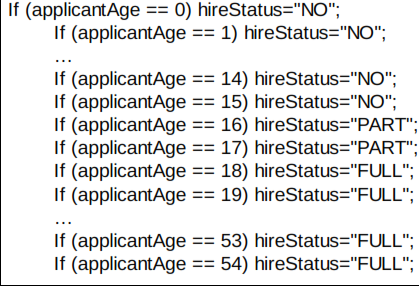 If (applicantAge == 0) hireStatus="NO";
If (applicantAge == 1) hireStatus="NO";
…
If (applicantAge == 14) hireStatus="NO";
If (applicantAge == 15) hireStatus="NO";
If (applicantAge == 16) hireStatus="PART";
If (applicantAge == 17) hireStatus="PART";
If (applicantAge == 18) hireStatus="FULL";
If (applicantAge == 19) hireStatus="FULL";
…
If (applicantAge == 53) hireStatus="FULL";
If (applicantAge == 54) hireStatus="FULL";